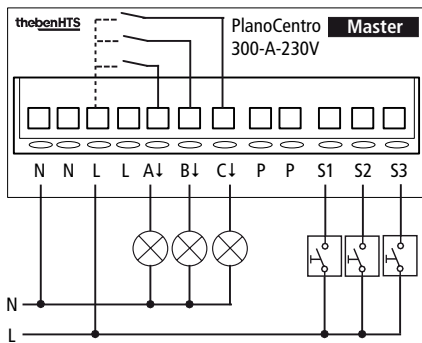 thebenHTS
PlanoCentro Master
300-A-230V
N N L L A↓ B↓ C↓ P P S1 S2 S3
N
L